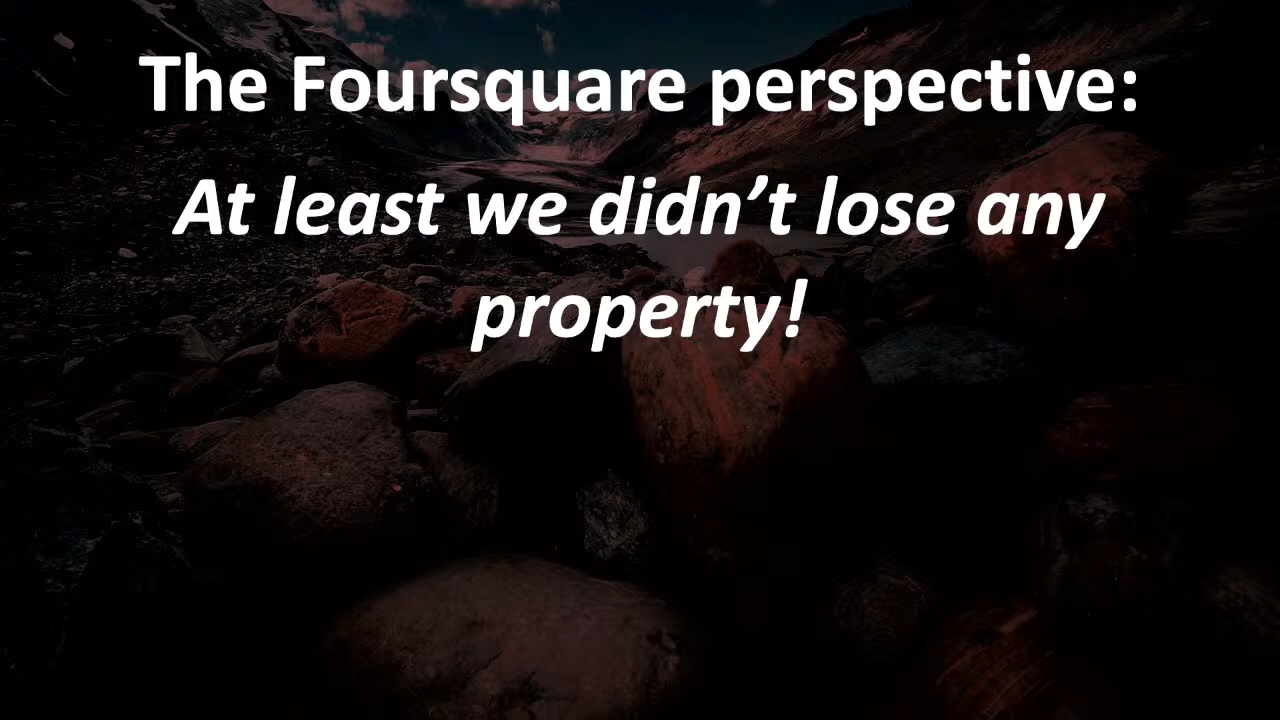 The Foursquare perspective:
At least we didn’t lose any
property!